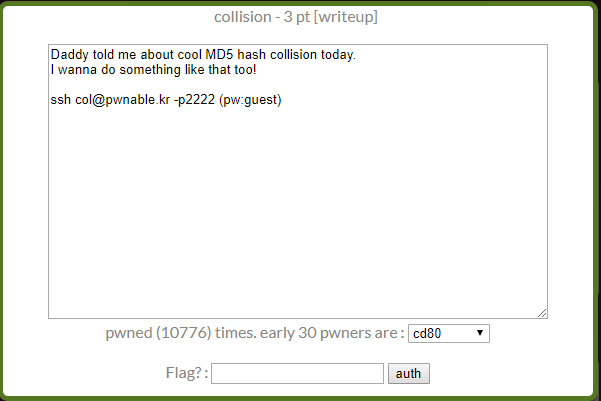 collision - 3 pt [writeup]
Daddy told me about cool MD5 hash collision today.
I wanna do something like that too!
ssh col@pwnable.kr -p2222 (pw:guest)
pwned (10776) times. early 30 pwners are : cd80
Flag? : auth